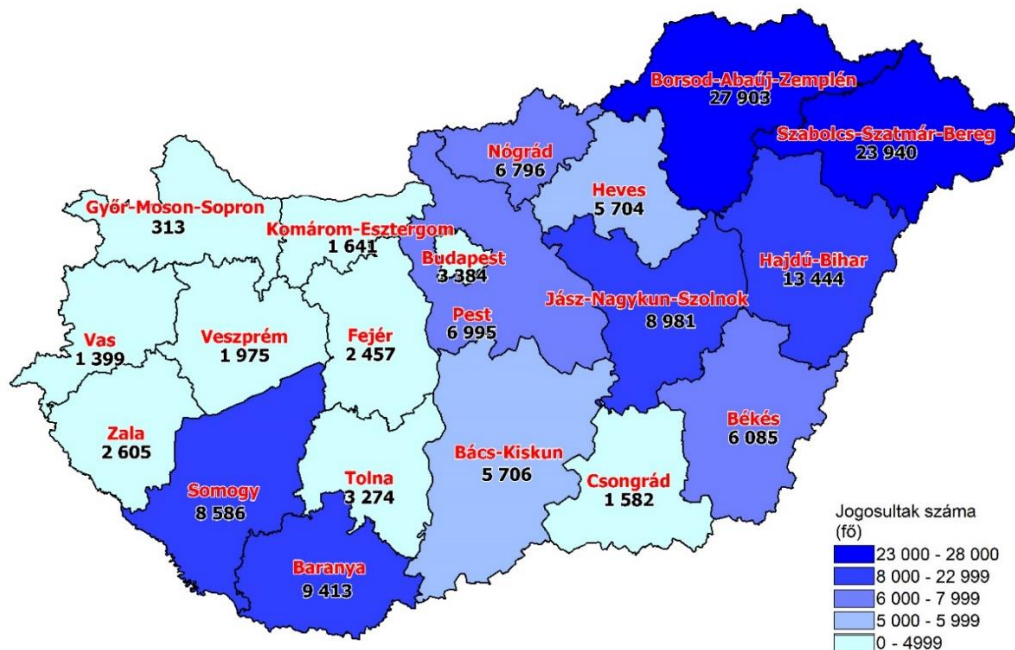 Borsod-Abaúj-Zemplén
27 903
Szabolcs-Szatmár-Bereg
23 940
Nógrád
6 796
Heves
5 704
Győr-Moson-Sopron
313
Komárom-Esztergom
1 641
Budapest
3 384
Hajdú-Bihar
13 444
Jász-Nagykun-Szolnok
8 981
Pest
6 995
Vas
1 399
Veszprém
1 975
Fejér
2 457
Zala
2 605
Békés
6 085
Bács-Kiskun
5 706
Csongrád
1 582
Tolna
3 274
Somogy
8 586
Baranya
9 413
Jogosultak száma
(fő)
23 000 - 28 000
8 000 - 22 999
6 000 - 7 999
5 000 - 5 999
0 - 4999